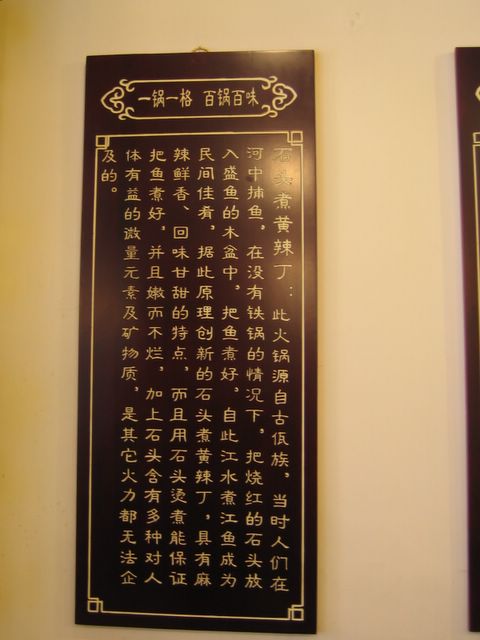 一锅一格 百锅百味
石头煮黄辣丁：此火锅源自古佤族，当时人们在
河中捕鱼，在没有铁锅的情况下，把烧红的石头放
入盛鱼的木盆中，把鱼煮好，自此江水煮江鱼成为
民间佳肴，据此原理创新的石头煮黄辣丁，具有麻
辣鲜香、回味甘甜的特点，而且用石头烫煮能保证
把鱼煮好，并且嫩而不烂，加上石头含有多种对人
体有益的微量元素及矿物质，是其它火力都无法企
及的。